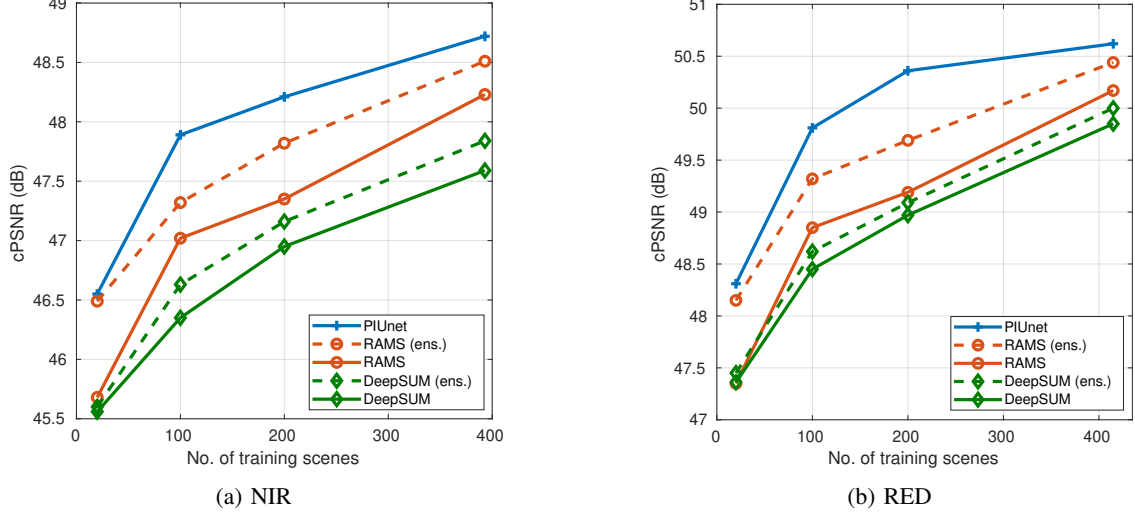 49
48.5
48
47.5
47
46.5
46
45.5
0
100
200
300
400
cPSNR (dB)
No. of training scenes
PIUnet
RAMS (ens.)
RAMS
DeepSUM (ens.)
DeepSUM
(a) NIR
51
50.5
50
49.5
49
48.5
48
47.5
47
0
100
200
300
400
cPSNR (dB)
No. of training scenes
PIUnet
RAMS (ens.)
RAMS
DeepSUM (ens.)
DeepSUM
(b) RED